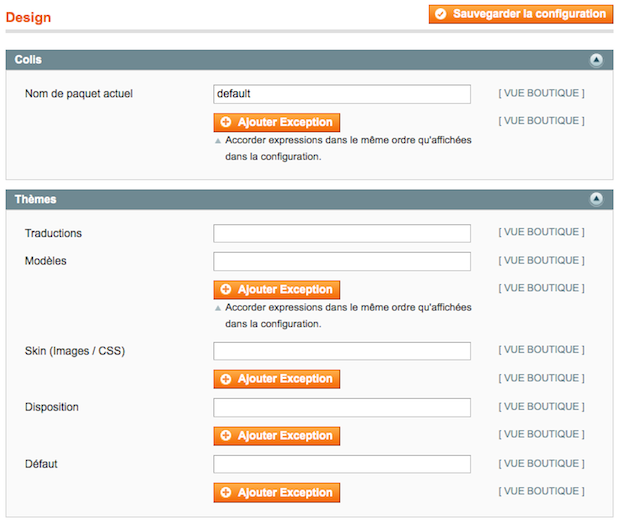 Design
Sauvegarder la configuration
Colis
Nom de paquet actuel
default
[ VUE BOUTIQUE ]
Ajouter Exception
[ VUE BOUTIQUE ]
Accorder expressions dans le même ordre qu'affichées
dans la configuration.
Thèmes
Traductions
[ VUE BOUTIQUE ]
Modèles
[ VUE BOUTIQUE ]
Ajouter Exception
[ VUE BOUTIQUE ]
Accorder expressions dans le même ordre qu'affichées
dans la configuration.
Skin (Images / CSS)
[ VUE BOUTIQUE ]
Ajouter Exception
[ VUE BOUTIQUE ]
Disposition
[ VUE BOUTIQUE ]
Ajouter Exception
[ VUE BOUTIQUE ]
Défaut
[ VUE BOUTIQUE ]
Ajouter Exception
[ VUE BOUTIQUE ]